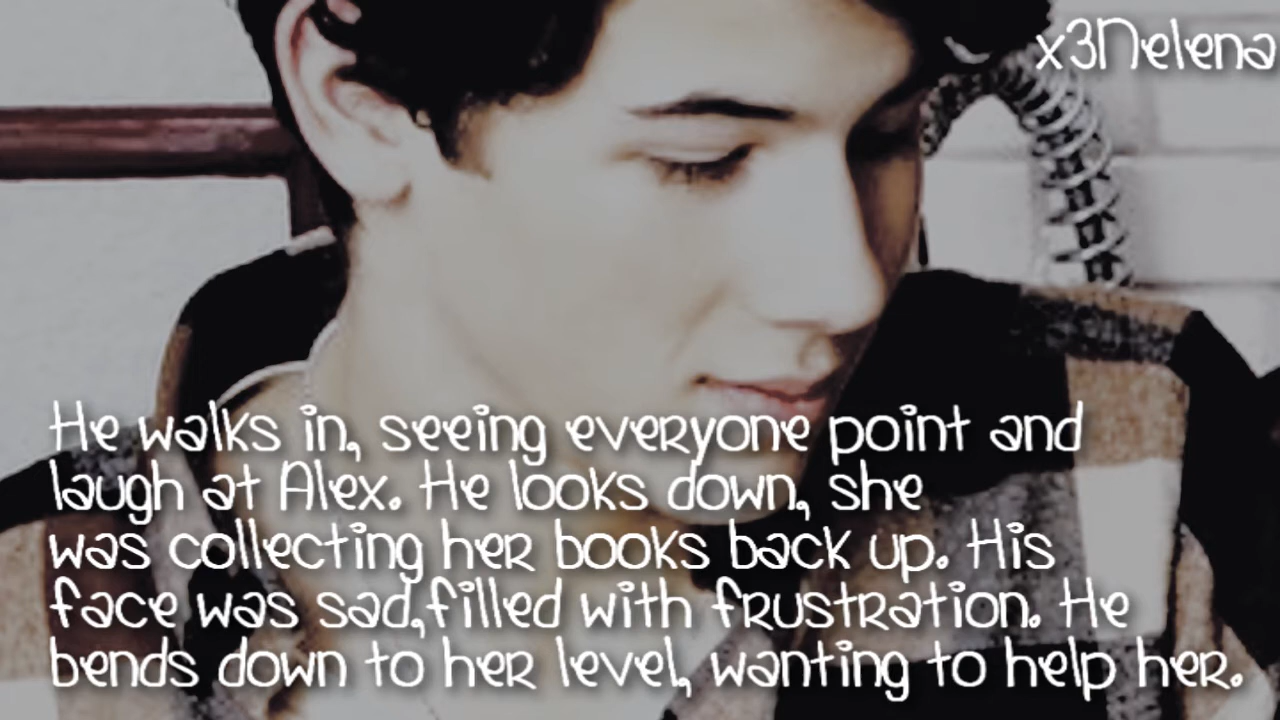 x3Nelena
He walks in, seeing everyone point and
laugh at Alex. He looks down, she
was collecting her books back up. His
face was sad,filled with frustration. He
bends down to her level, wanting to help her.